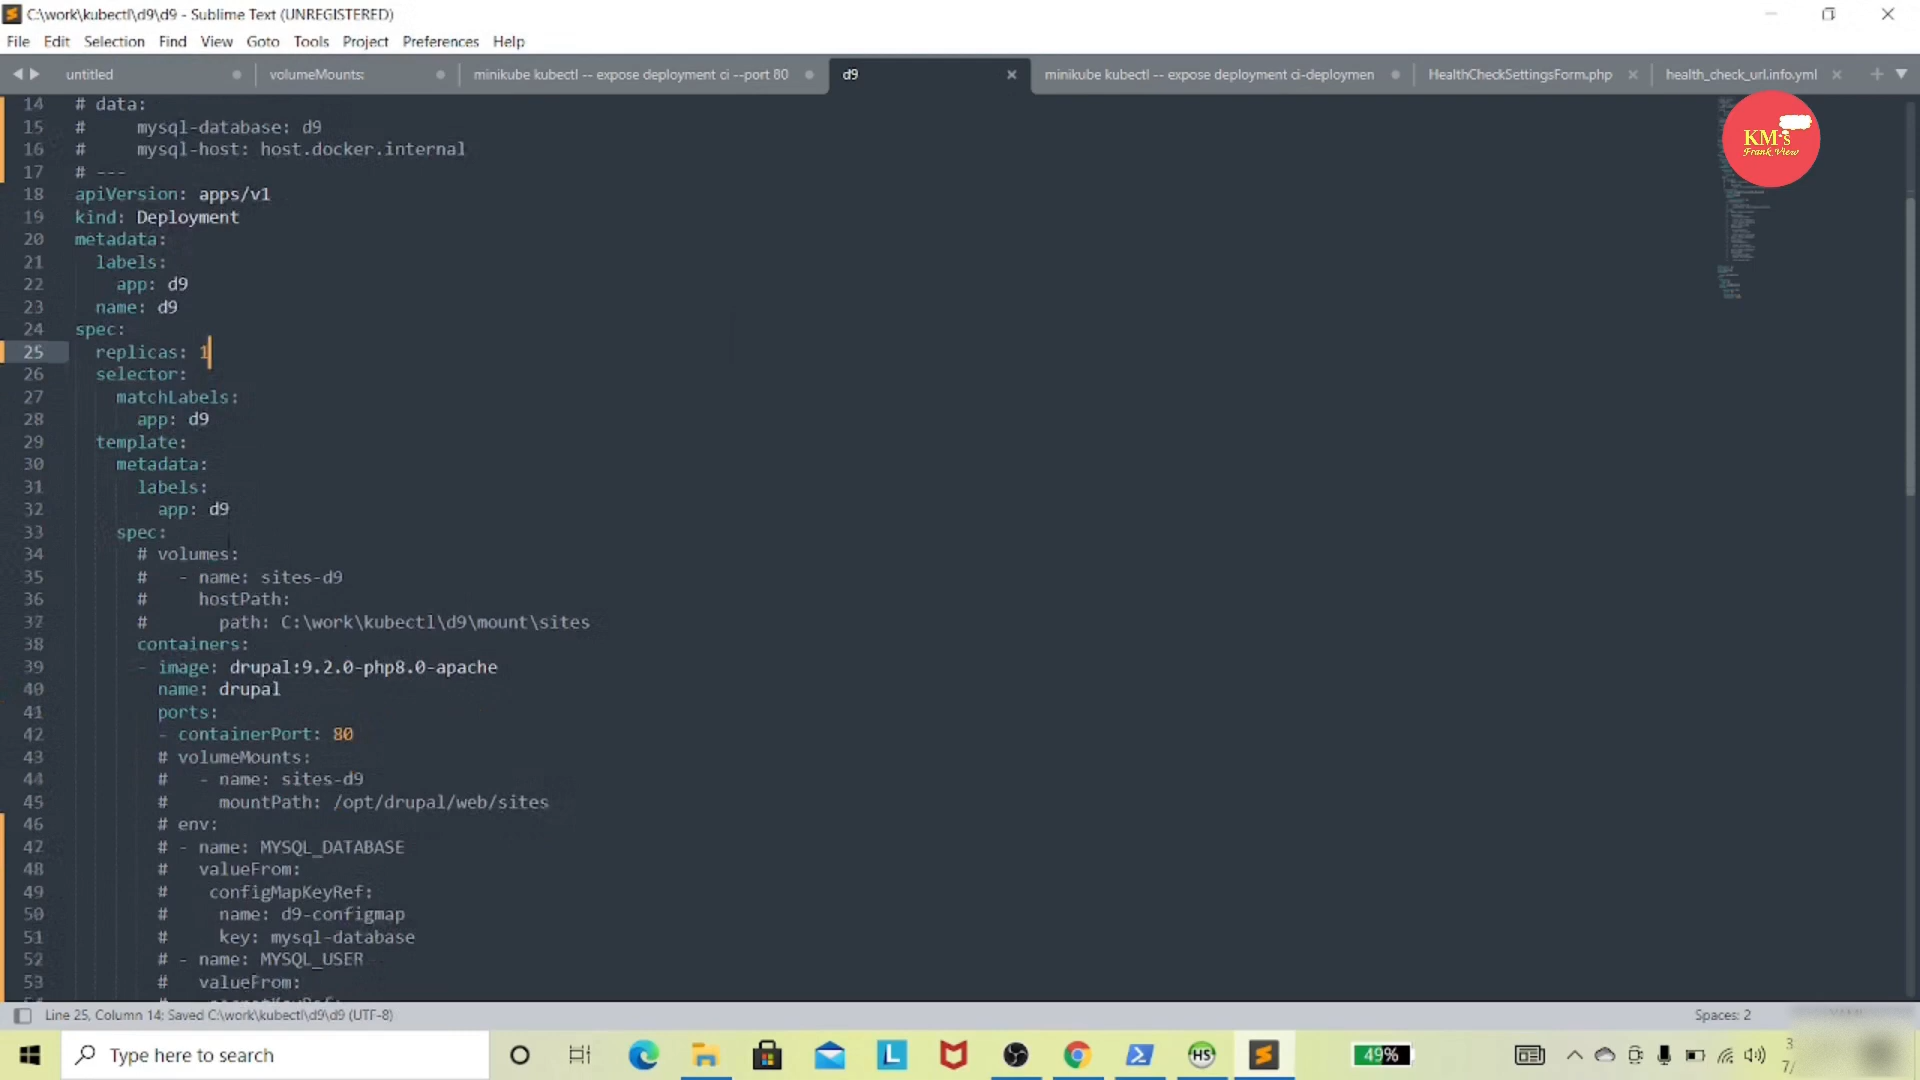 C:\work\kubectl\d9\d9 - Sublime Text (UNREGISTERED)
File Edit Selection Find View Goto Tools Project Preferences Help
untitled volumeMounts: minikube kubectl -- expose deployment ci --port 80 d9 minikube kubectl -- expose deployment ci-deploymen HealthCheckSettingsForm.php health_check_url.info.yml
KM's
Frank View
14 # data:
15 # mysql-database: d9
16 # mysql-host: host.docker.internal
17 # ---
18 apiVersion: apps/v1
19 kind: Deployment
20 metadata:
21 labels:
22 app: d9
23 name: d9
24 spec:
25 replicas: 1
26 selector:
27 matchLabels:
28 app: d9
29 template:
30 metadata:
31 labels:
32 app: d9
33 spec:
34 # volumes:
35 # - name: sites-d9
36 # hostPath:
37 # path: C:\work\kubectl\d9\mount\sites
38 containers:
39 - image: drupal:9.2.0-php8.0-apache
40 name: drupal
41 ports:
42 - containerPort: 80
43 # volumeMounts:
44 # - name: sites-d9
45 # mountPath: /opt/drupal/web/sites
46 # env:
47 # - name: MYSQL_DATABASE
48 # valueFrom:
49 # configMapKeyRef:
50 # name: d9-configmap
51 # key: mysql-database
52 # - name: MYSQL_USER
53 # valueFrom:
Line 25, Column 14; Saved C:\work\kubectl\d9\d9 (UTF-8) Spaces: 2
Type here to search L HS 49% 3
7/